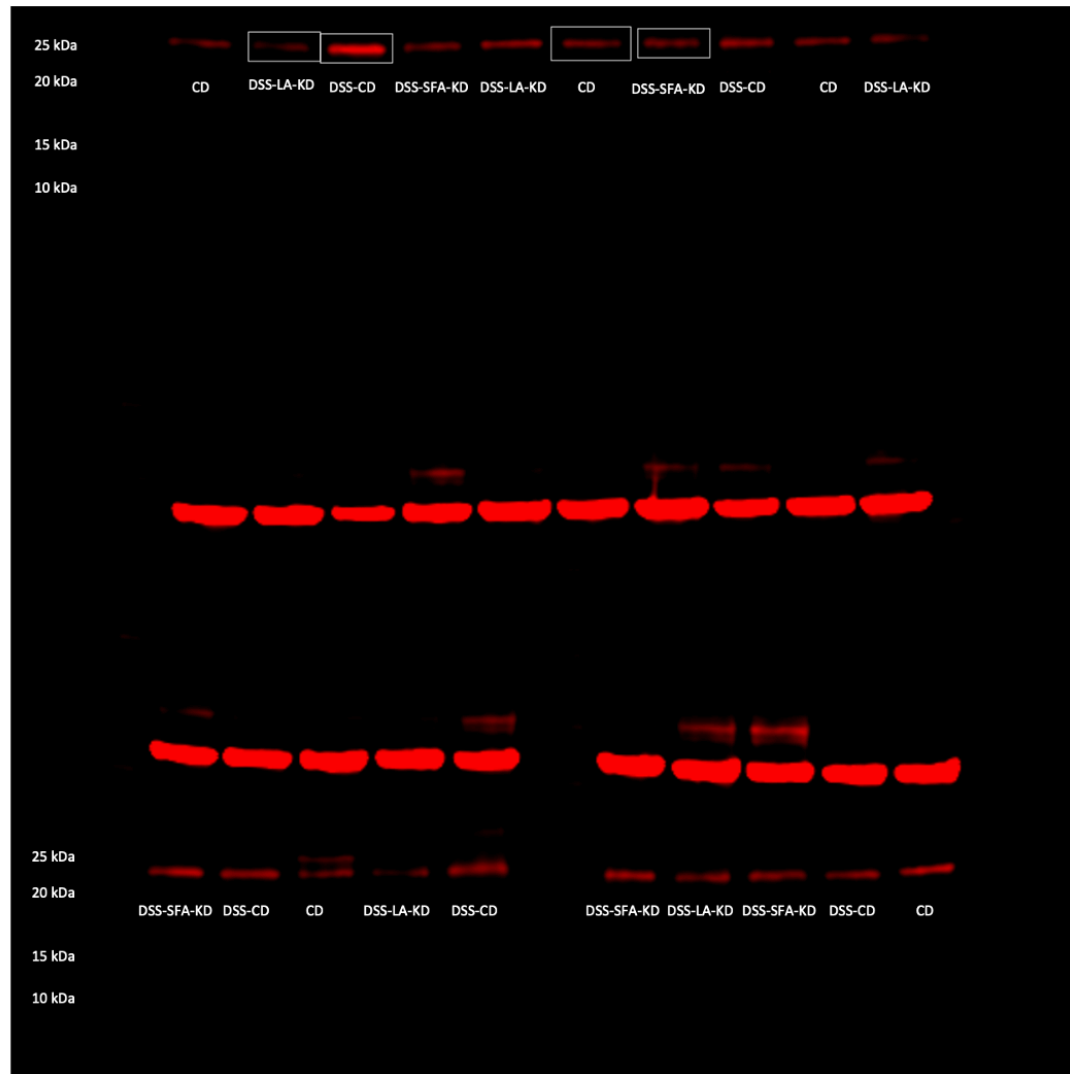 25 kDa
20 kDa
CD DSS-LA-KD DSS-CD DSS-SFA-KD DSS-LA-KD CD DSS-SFA-KD DSS-CD CD DSS-LA-KD
15 kDa
10 kDa
25 kDa
20 kDa
DSS-SFA-KD DSS-CD CD DSS-LA-KD DSS-CD DSS-SFA-KD DSS-LA-KD DSS-SFA-KD DSS-CD CD
15 kDa
10 kDa